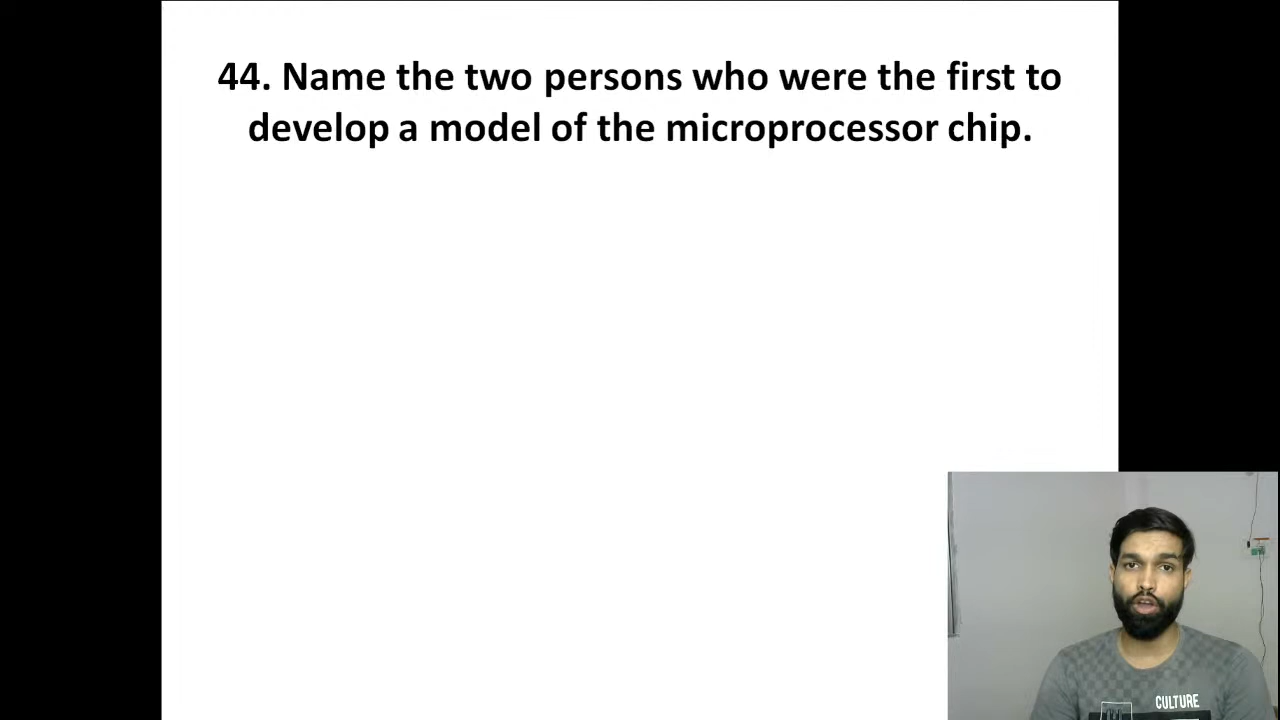 44. Name the two persons who were the first to
develop a model of the microprocessor chip.
CULTURE